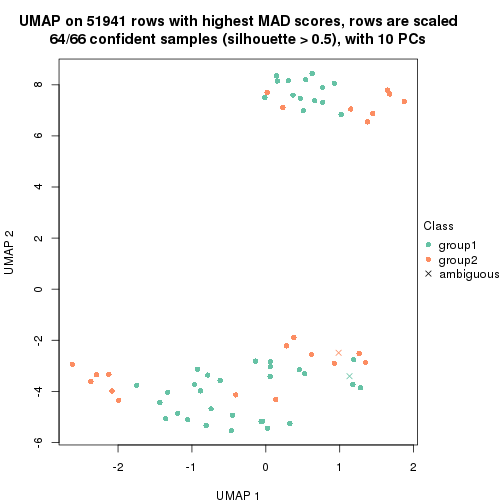 UMAP on 51941 rows with highest MAD scores, rows are scaled
64/66 confident samples (silhouette > 0.5), with 10 PCs
8
6
4
2
0
-2
-4
-6
UMAP 2
-2
-1
0
1
2
UMAP 1
Class
group1
group2
ambiguous